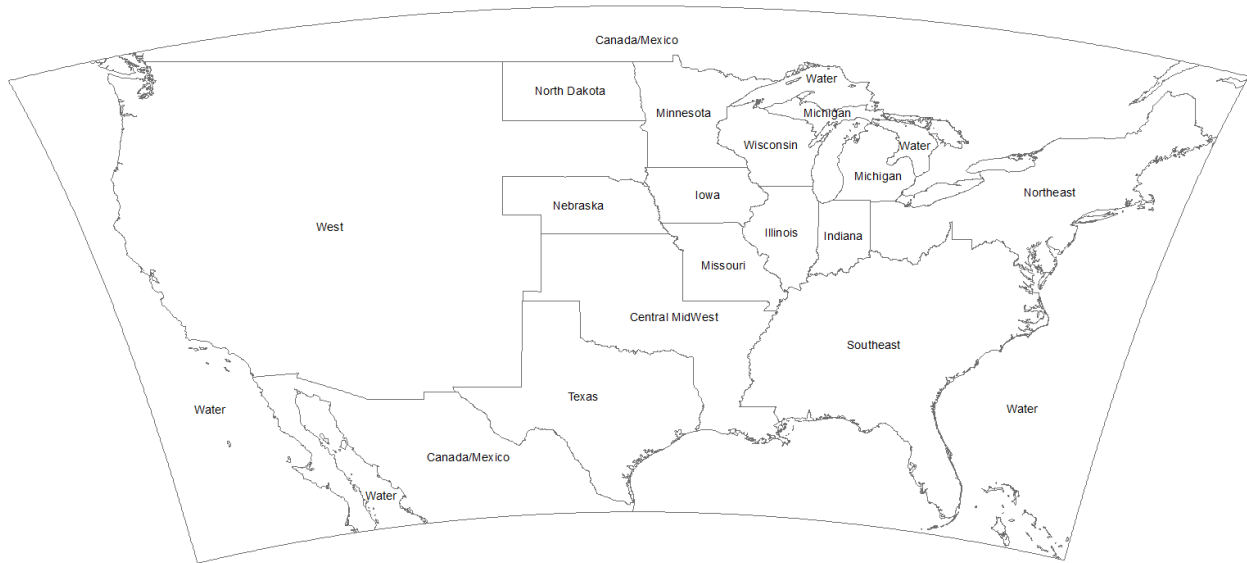 Canada/Mexico
Water
North Dakota
Minnesota
Michigan
Wisconsin
Water
Michigan
Northeast
Iowa
Nebraska
West
Illinois
Indiana
Missouri
Central MidWest
Southeast
Texas
Water
Water
Canada/Mexico
Water